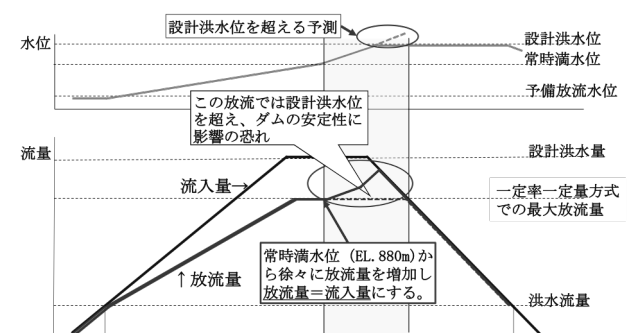 設計洪水位を超える予測
水位
設計洪水位
常時満水位
予備放流水位
この放流では設計洪水位
を超え、ダムの安定性に
影響の恐れ
流量
設計洪水量
流入量→
一定率一定量方式
での最大放流量
常時満水位 (EL.880m)か
ら徐々に放流量を増加し
放流量＝流入量にする。
↑放流量
洪水流量